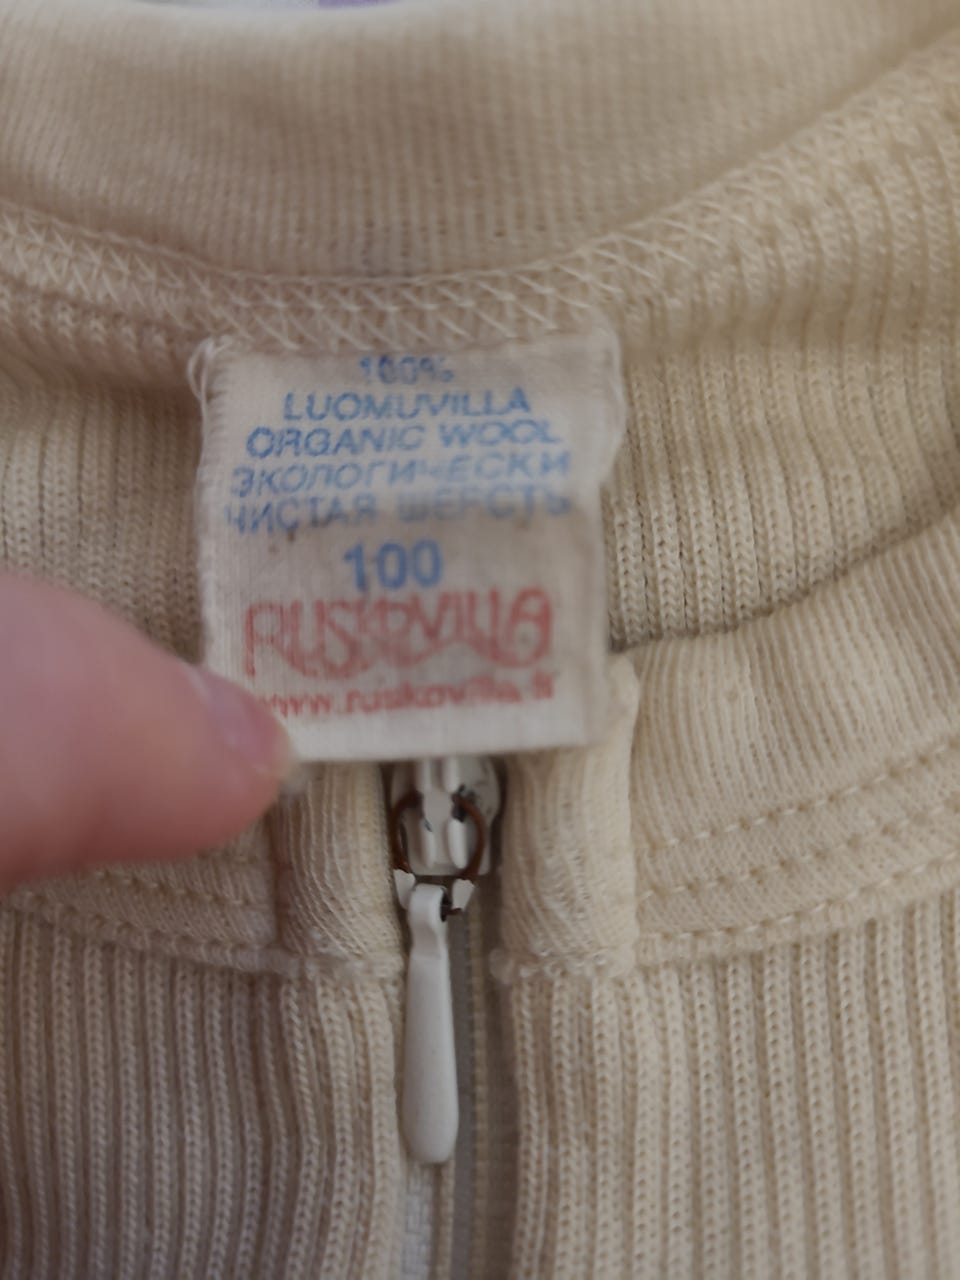 100%
LUOMUVILLA
ORGANIC WOOL
ЭКОЛОГИЧЕСКИ
ЧИСТАЯ ШЕРСТЬ
100
RUSKOVILLA
www.ruskovilla.fi